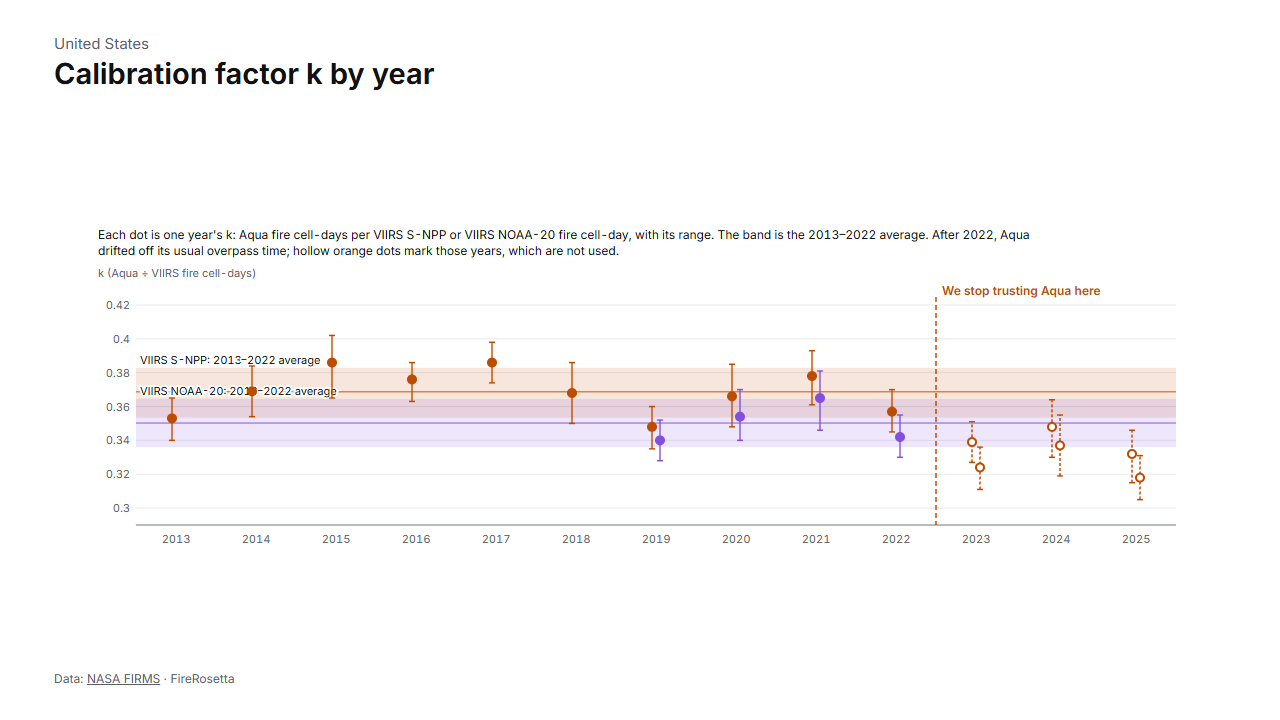 United States
Calibration factor k by year
Each dot is one year's k: Aqua fire cell-days per VIIRS S-NPP or VIIRS NOAA-20 fire cell-day, with its range. The band is the 2013–2022 average. After 2022, Aqua
drifted off its usual overpass time; hollow orange dots mark those years, which are not used.
k (Aqua ÷ VIIRS fire cell-days)
We stop trusting Aqua here
0.42
0.4
VIIRS S-NPP: 2013–2022 average
0.38
VIIRS NOAA-20: 2013–2022 average
0.36
0.34
0.32
0.3
2013 2014 2015 2016 2017 2018 2019 2020 2021 2022 2023 2024 2025
Data: NASA FIRMS · FireRosetta